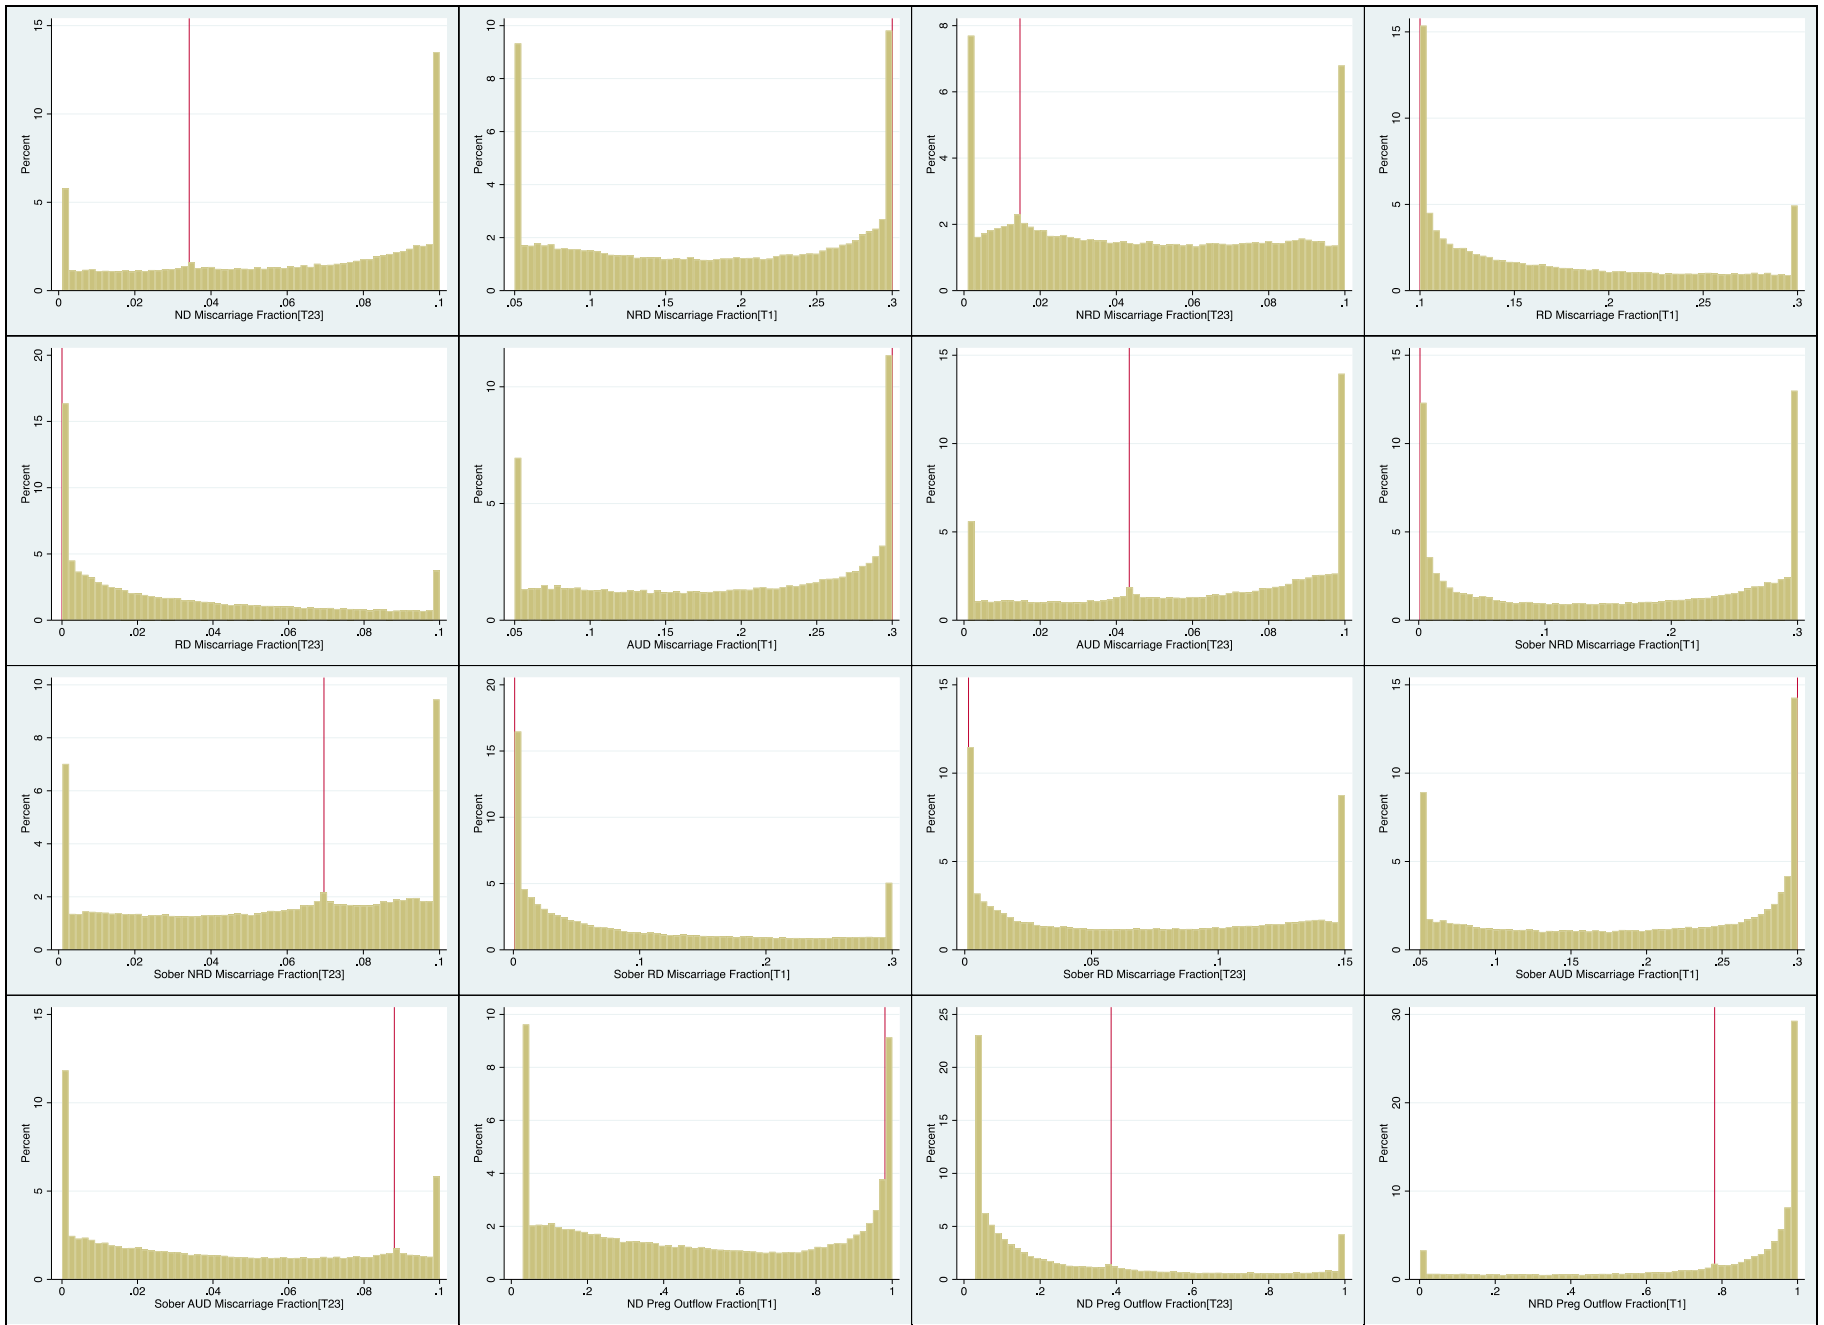 Percent
15
10
5
0
0 .02 .04 .06 .08 .1
ND Miscarriage Fraction[T23]
Percent
10
8
6
4
2
0
.05 .1 .15 .2 .25 .3
NRD Miscarriage Fraction[T1]
Percent
8
6
4
2
0
0 .02 .04 .06 .08 .1
NRD Miscarriage Fraction[T23]
Percent
15
10
5
0
.1 .15 .2 .25 .3
RD Miscarriage Fraction[T1]
Percent
20
15
10
5
0
0 .02 .04 .06 .08 .1
RD Miscarriage Fraction[T23]
Percent
10
5
0
.05 .1 .15 .2 .25 .3
AUD Miscarriage Fraction[T1]
Percent
15
10
5
0
0 .02 .04 .06 .08 .1
AUD Miscarriage Fraction[T23]
Percent
15
10
5
0
0 .1 .2 .3
Sober NRD Miscarriage Fraction[T1]
Percent
10
8
6
4
2
0
0 .02 .04 .06 .08 .1
Sober NRD Miscarriage Fraction[T23]
Percent
20
15
10
5
0
0 .1 .2 .3
Sober RD Miscarriage Fraction[T1]
Percent
15
10
5
0
0 .05 .1 .15
Sober RD Miscarriage Fraction[T23]
Percent
15
10
5
0
.05 .1 .15 .2 .25 .3
Sober AUD Miscarriage Fraction[T1]
Percent
15
10
5
0
0 .02 .04 .06 .08 .1
Sober AUD Miscarriage Fraction[T23]
Percent
10
8
6
4
2
0
0 .2 .4 .6 .8 1
ND Preg Outflow Fraction[T1]
Percent
25
20
15
10
5
0
0 .2 .4 .6 .8 1
ND Preg Outflow Fraction[T23]
Percent
30
20
10
0
0 .2 .4 .6 .8 1
NRD Preg Outflow Fraction[T1]